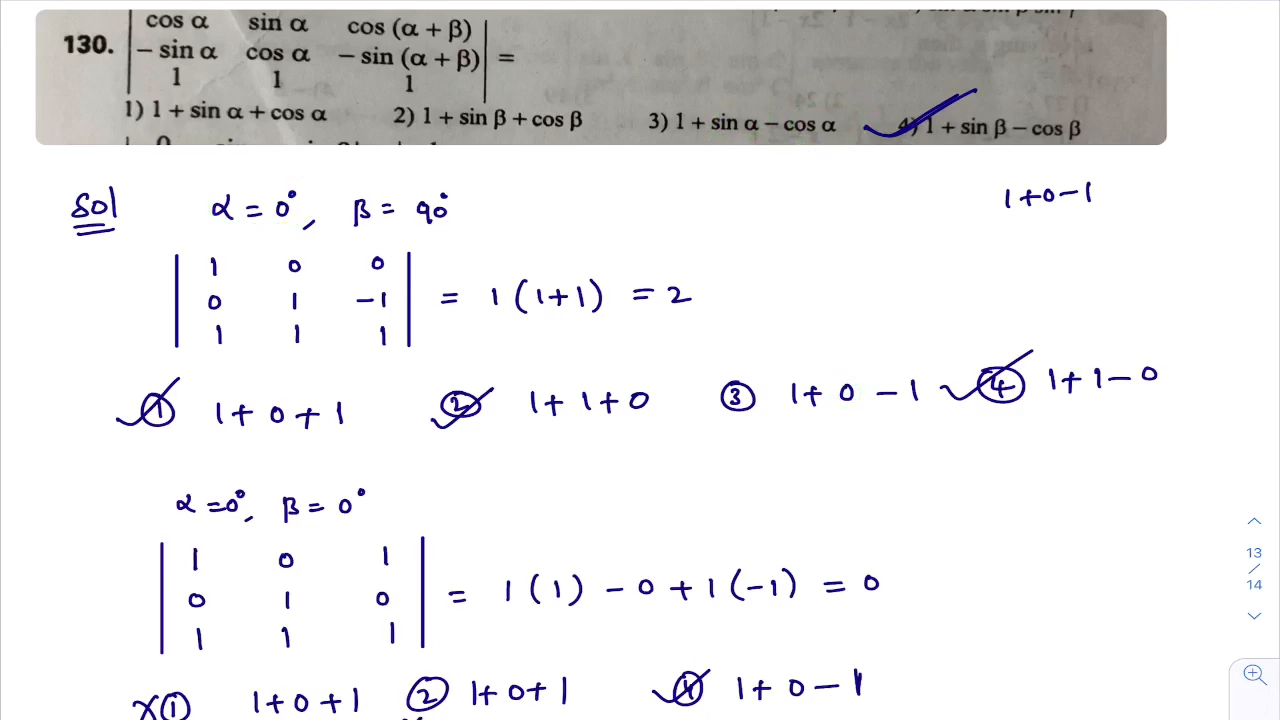 130. | cos α sin α cos (α + β) |
| − sin α cos α − sin (α + β) | =
| 1 1 1 |
1) 1 + sin α + cos α 2) 1 + sin β + cos β 3) 1 + sin α − cos α 4) 1 + sin β − cos β
Sol α = 0°, β = 90° 1+0−1
| 1 0 0 |
| 0 1 −1 | = 1(1+1) = 2
| 1 1 1 |
① 1+0+1 ② 1+1+0 ③ 1+0−1 ④ 1+1−0
α = 0°, β = 0°
| 1 0 1 |
| 0 1 0 | = 1(1) − 0 + 1(−1) = 0
| 1 1 1 |
X① 1+0+1 ② 1+0+1 ④ 1+0−1
13
/
14